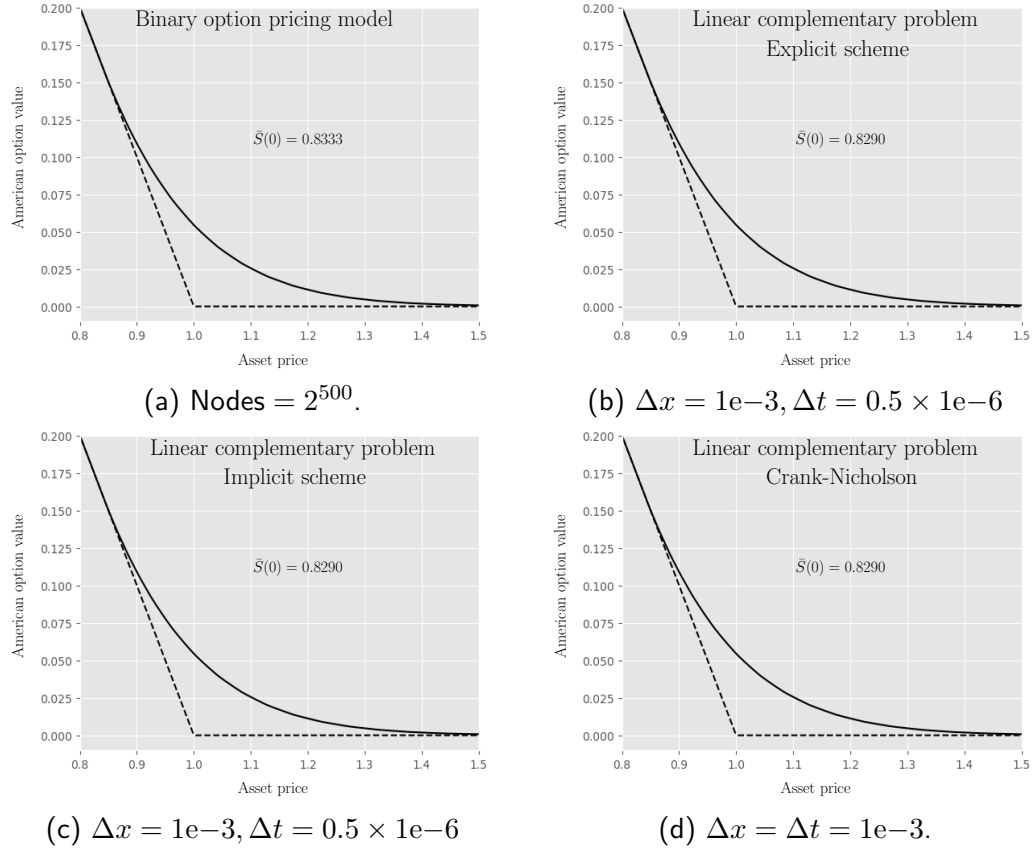 Binary option pricing model
S̄(0) = 0.8333
American option value
0.200
0.175
0.150
0.125
0.100
0.075
0.050
0.025
0.000
0.8 0.9 1.0 1.1 1.2 1.3 1.4 1.5
Asset price
(a) Nodes = 2^500.
Linear complementary problem
Explicit scheme
S̄(0) = 0.8290
American option value
0.200
0.175
0.150
0.125
0.100
0.075
0.050
0.025
0.000
0.8 0.9 1.0 1.1 1.2 1.3 1.4 1.5
Asset price
(b) Δx = 1e−3, Δt = 0.5 × 1e−6
Linear complementary problem
Implicit scheme
S̄(0) = 0.8290
American option value
0.200
0.175
0.150
0.125
0.100
0.075
0.050
0.025
0.000
0.8 0.9 1.0 1.1 1.2 1.3 1.4 1.5
Asset price
(c) Δx = 1e−3, Δt = 0.5 × 1e−6
Linear complementary problem
Crank-Nicholson
S̄(0) = 0.8290
American option value
0.200
0.175
0.150
0.125
0.100
0.075
0.050
0.025
0.000
0.8 0.9 1.0 1.1 1.2 1.3 1.4 1.5
Asset price
(d) Δx = Δt = 1e−3.